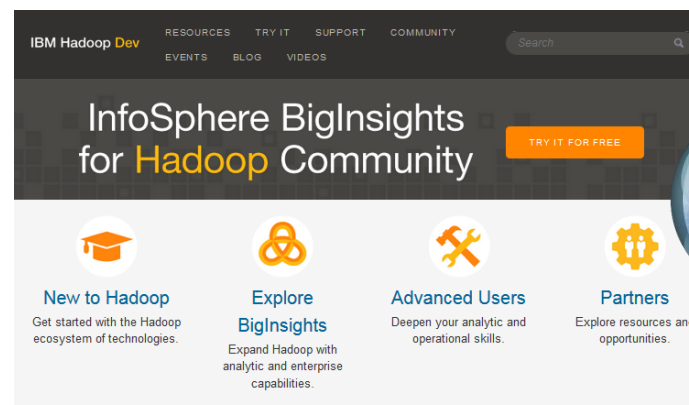 IBM Hadoop Dev
RESOURCES TRY IT SUPPORT COMMUNITY
EVENTS BLOG VIDEOS
Search
InfoSphere BigInsights
for Hadoop Community
TRY IT FOR FREE
New to Hadoop
Get started with the Hadoop
ecosystem of technologies.
Explore
BigInsights
Expand Hadoop with
analytic and enterprise
capabilities.
Advanced Users
Deepen your analytic and
operational skills.
Partners
Explore resources and
opportunities.